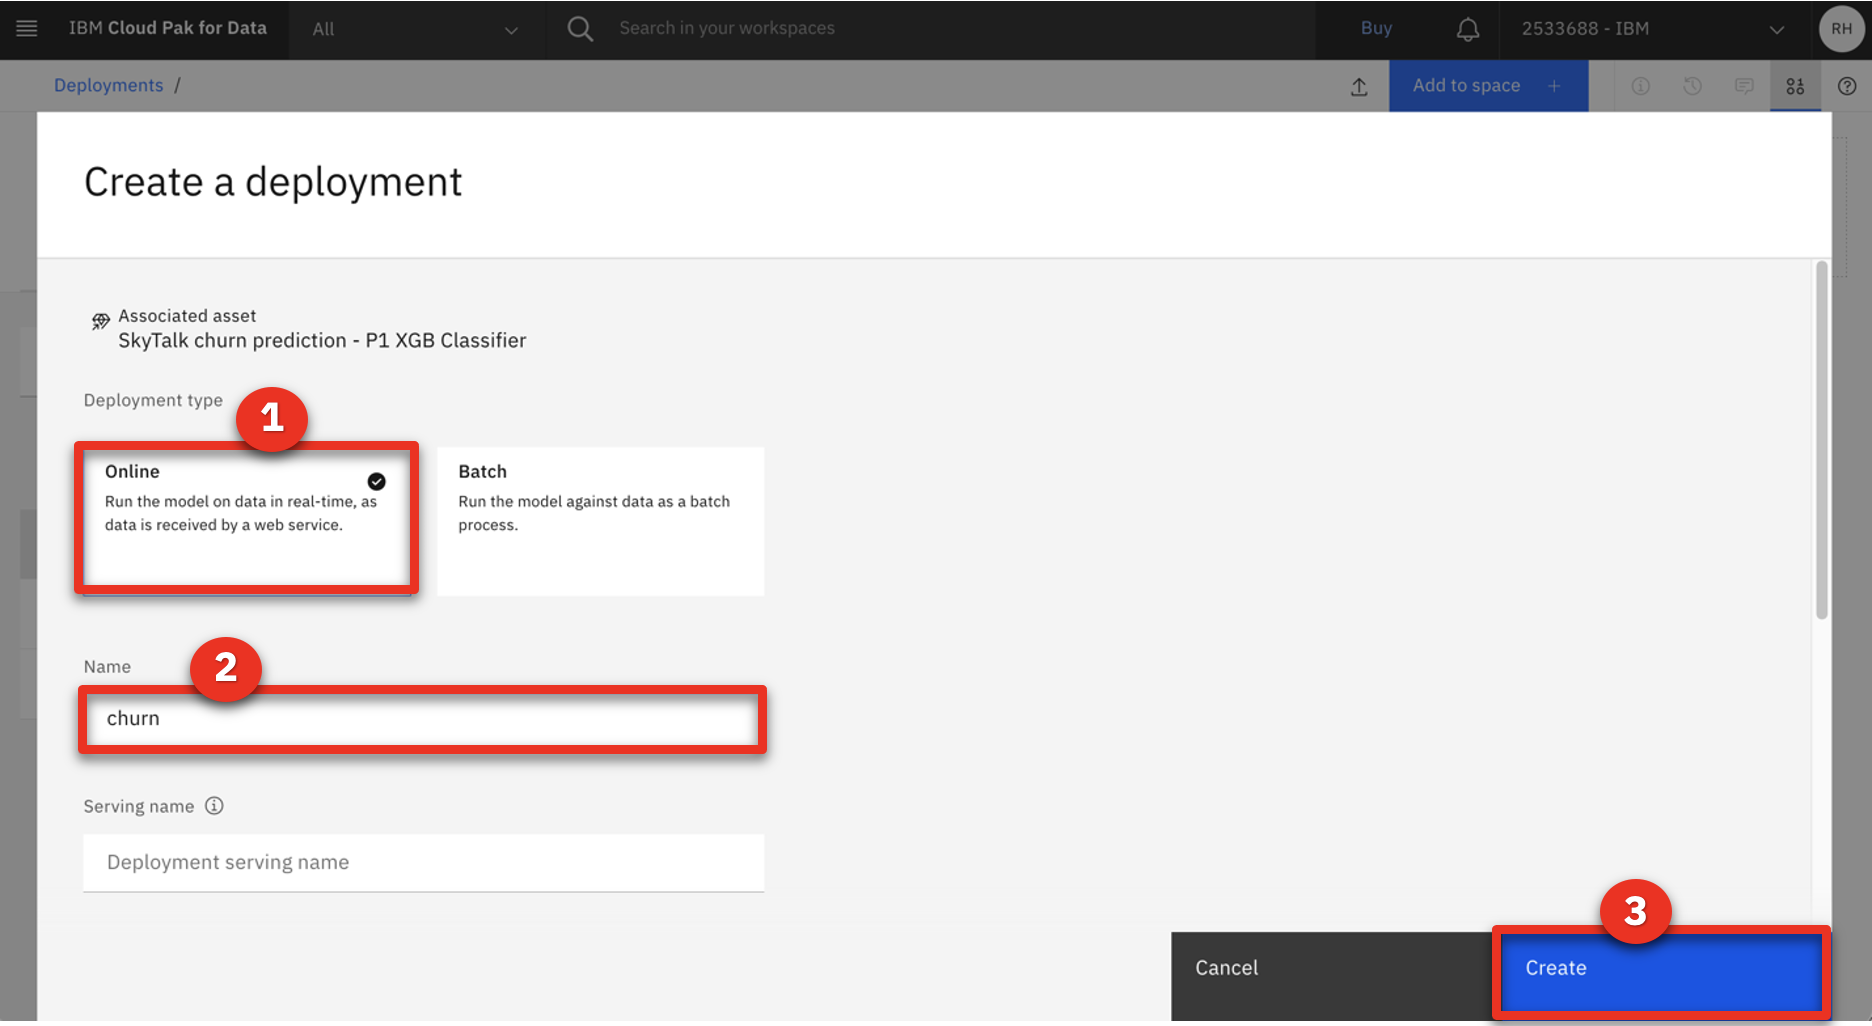 IBM Cloud Pak for Data
All
Search in your workspaces
Buy
2533688 - IBM
RH
Deployments /
Add to space +
Create a deployment
Associated asset
SkyTalk churn prediction - P1 XGB Classifier
Deployment type
1
Online
Run the model on data in real-time, as
data is received by a web service.
Batch
Run the model against data as a batch
process.
Name
2
churn
Serving name
Deployment serving name
3
Cancel
Create